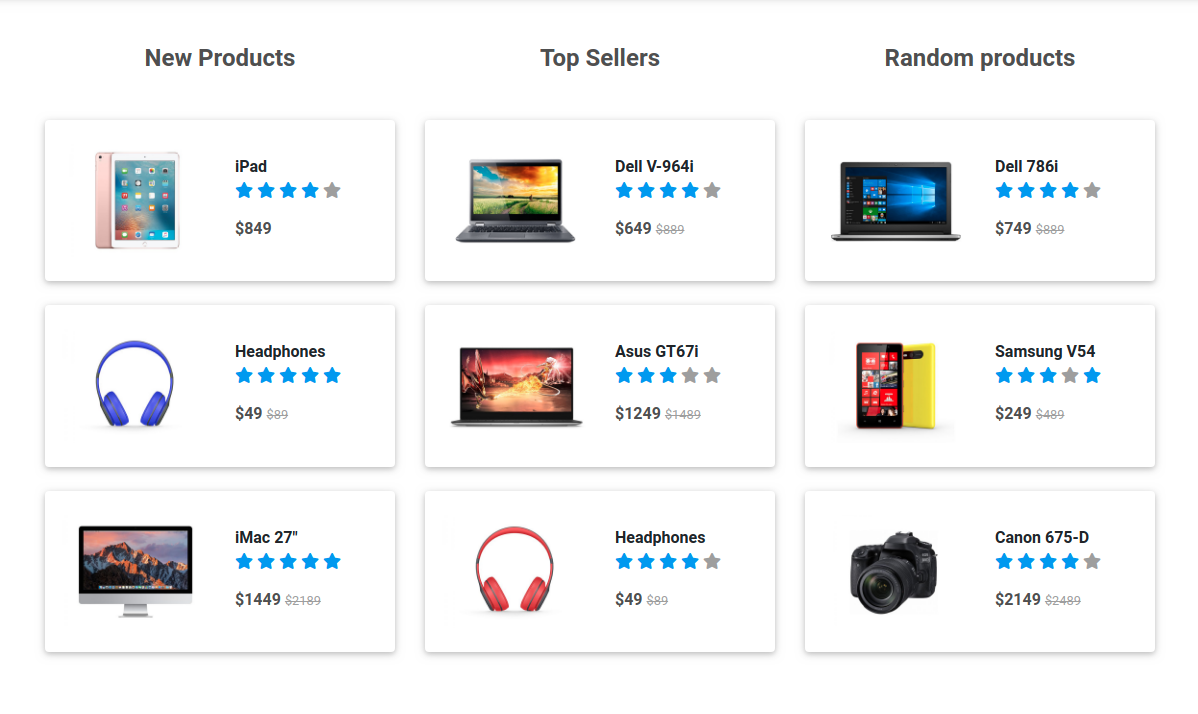 New Products
iPad
$849
Headphones
$49 $89
iMac 27"
$1449 $2189
Top Sellers
Dell V-964i
$649 $889
Asus GT67i
$1249 $1489
Headphones
$49 $89
Random products
Dell 786i
$749 $889
Samsung V54
$249 $489
Canon 675-D
$2149 $2489